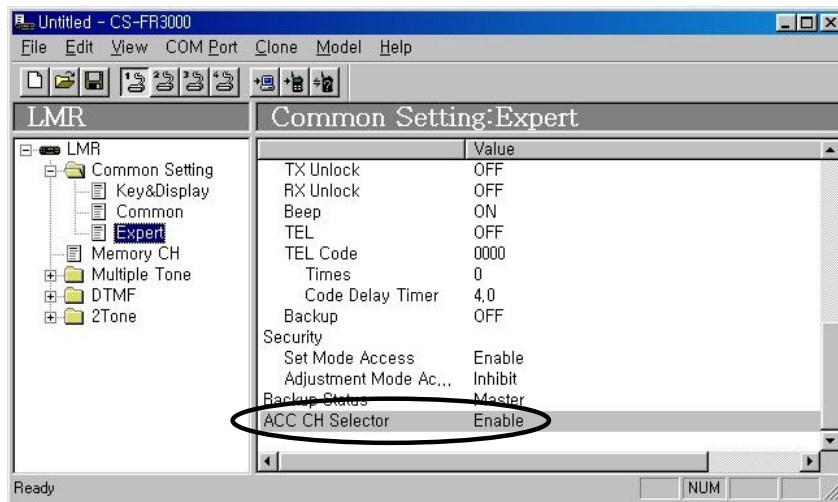 Untitled - CS-FR3000
File Edit View COM Port Clone Model Help
LMR
Common Setting:Expert
LMR
Common Setting
Key&Display
Common
Expert
Memory CH
Multiple Tone
DTMF
2Tone
Value
TX Unlock OFF
RX Unlock OFF
Beep ON
TEL OFF
TEL Code 0000
Times 0
Code Delay Timer 4,0
Backup OFF
Security
Set Mode Access Enable
Adjustment Mode Ac... Inhibit
Backup Status Master
ACC CH Selector Enable
Ready NUM